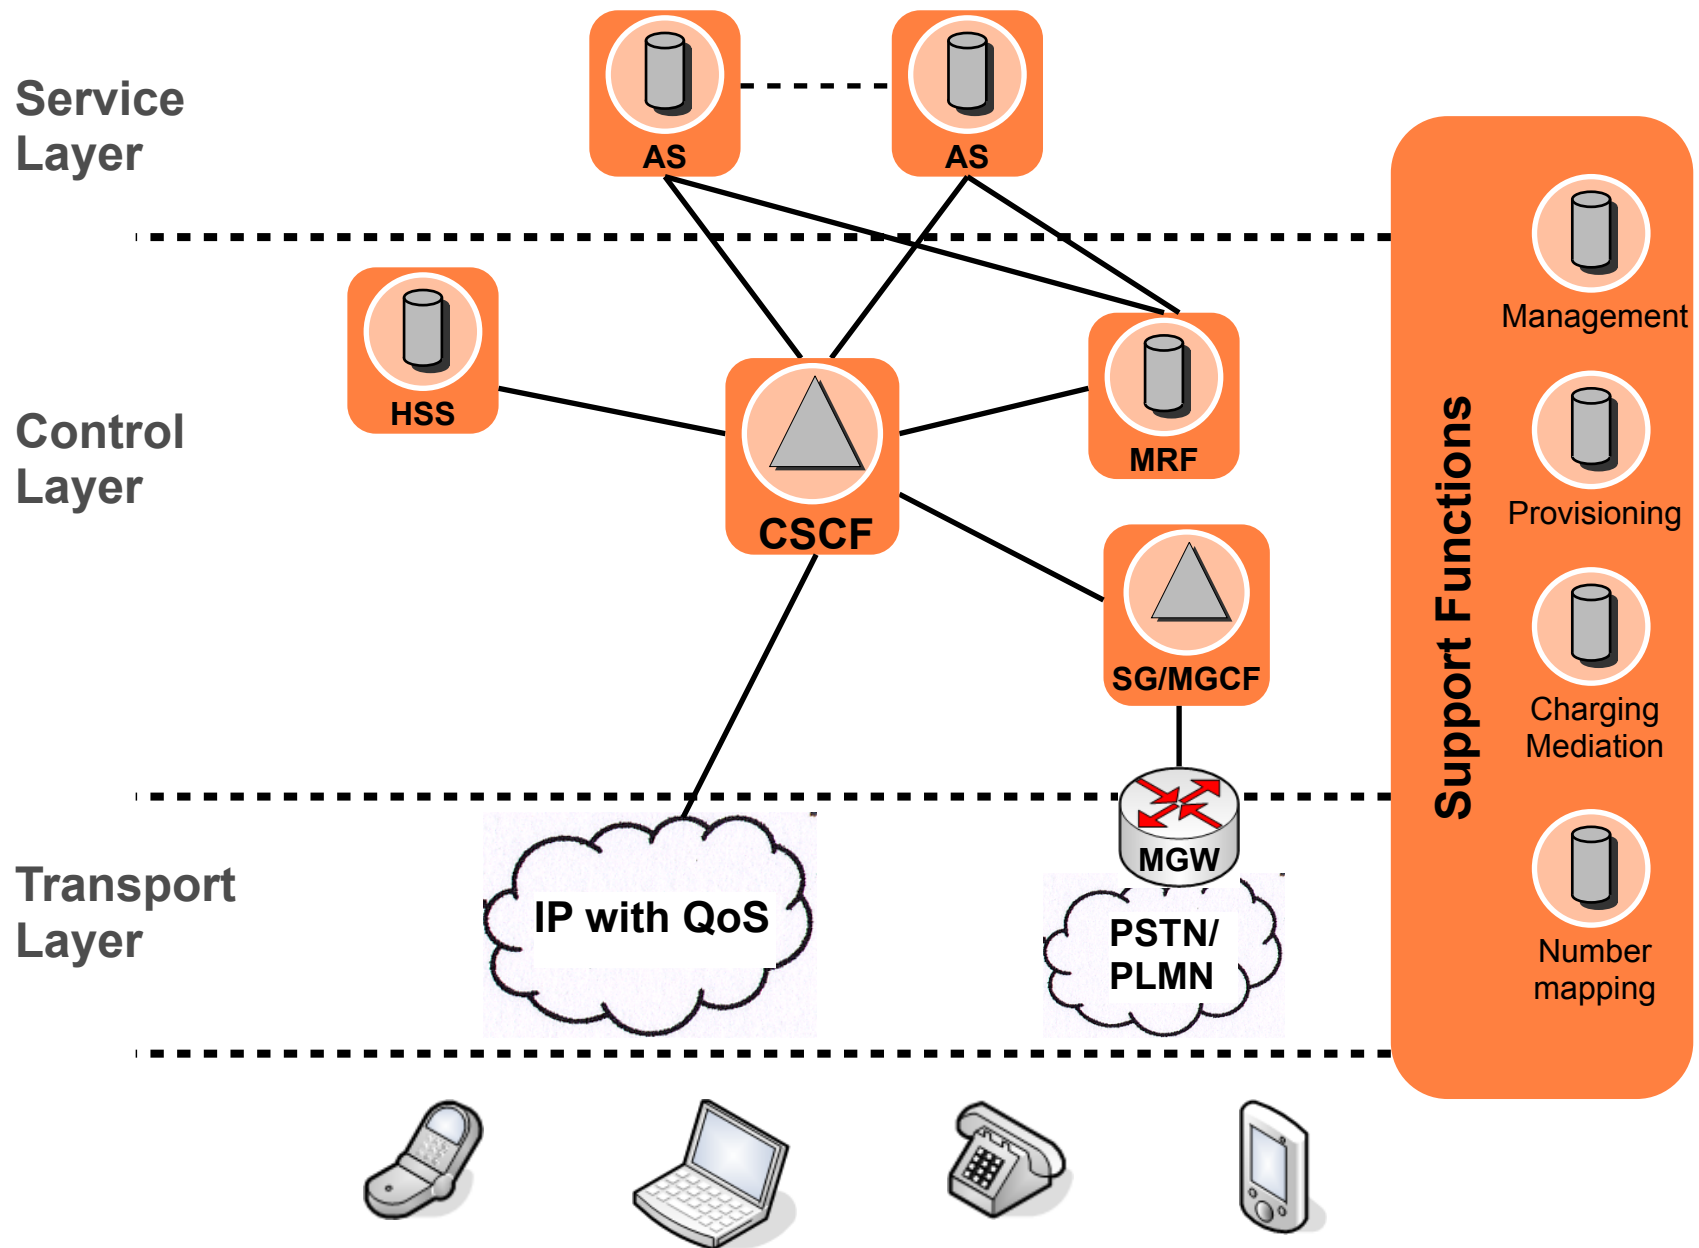 Service
Layer
AS
AS
Control
Layer
HSS
CSCF
MRF
SG/MGCF
Transport
Layer
IP with QoS
MGW
PSTN/
PLMN
Support Functions
Management
Provisioning
Charging
Mediation
Number
mapping